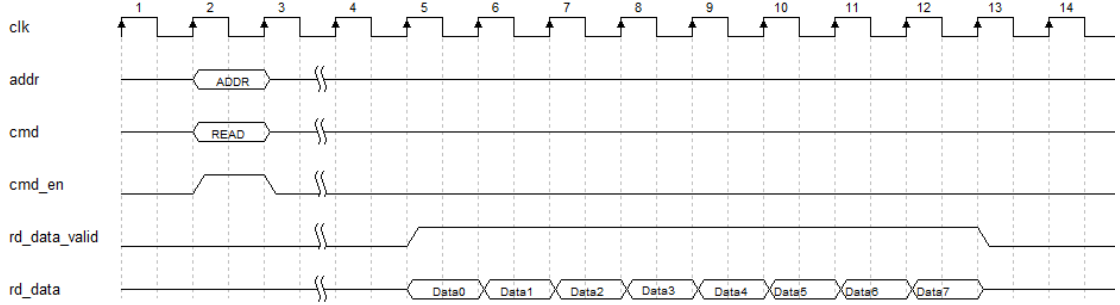 1 2 3 4 5 6 7 8 9 10 11 12 13 14
clk
addr ADDR
cmd READ
cmd_en
rd_data_valid
rd_data Data0 Data1 Data2 Data3 Data4 Data5 Data6 Data7